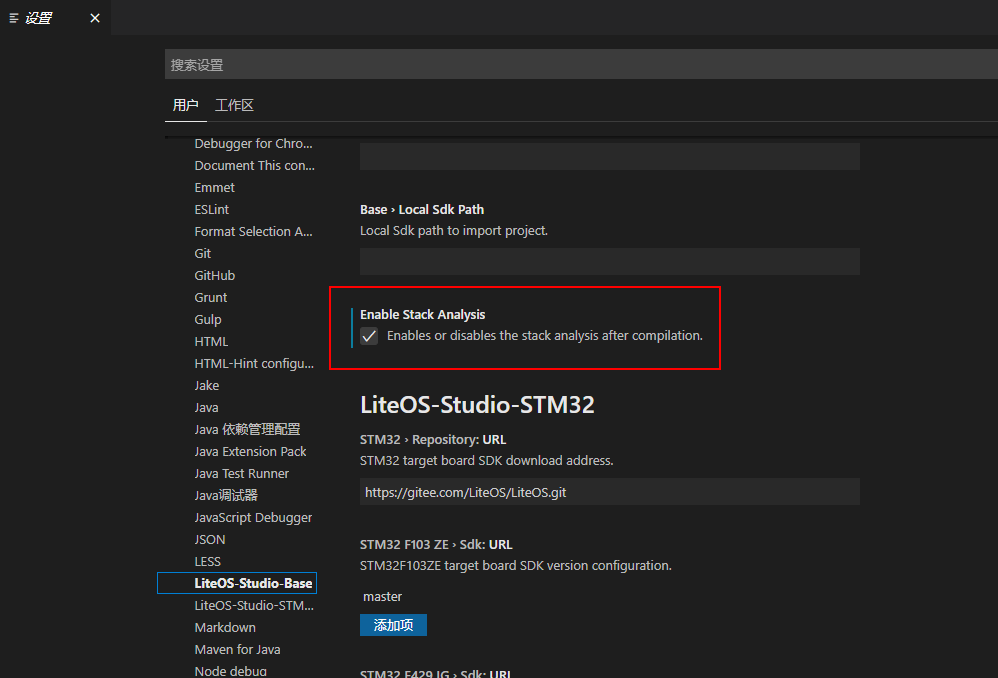 设置
搜索设置
用户 工作区
Debugger for Chro...
Document This con...
Emmet
ESLint
Format Selection A...
Git
GitHub
Grunt
Gulp
HTML
HTML-Hint configu...
Jake
Java
Java 依赖管理配置
Java Extension Pack
Java Test Runner
Java调试器
JavaScript Debugger
JSON
LESS
LiteOS-Studio-Base
LiteOS-Studio-STM...
Markdown
Maven for Java
Node debug
Base › Local Sdk Path
Local Sdk path to import project.
Enable Stack Analysis
Enables or disables the stack analysis after compilation.
LiteOS-Studio-STM32
STM32 › Repository: URL
STM32 target board SDK download address.
https://gitee.com/LiteOS/LiteOS.git
STM32 F103 ZE › Sdk: URL
STM32F103ZE target board SDK version configuration.
master
添加项
STM32 F429 IG › Sdk: URL